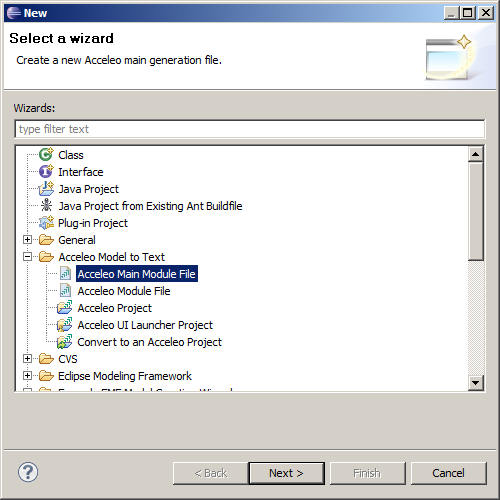 New
Select a wizard
Create a new Acceleo main generation file.
Wizards:
type filter text
Class
Interface
Java Project
Java Project from Existing Ant Buildfile
Plug-in Project
General
Acceleo Model to Text
Acceleo Main Module File
Acceleo Module File
Acceleo Project
Acceleo UI Launcher Project
Convert to an Acceleo Project
CVS
Eclipse Modeling Framework
< Back Next > Finish Cancel